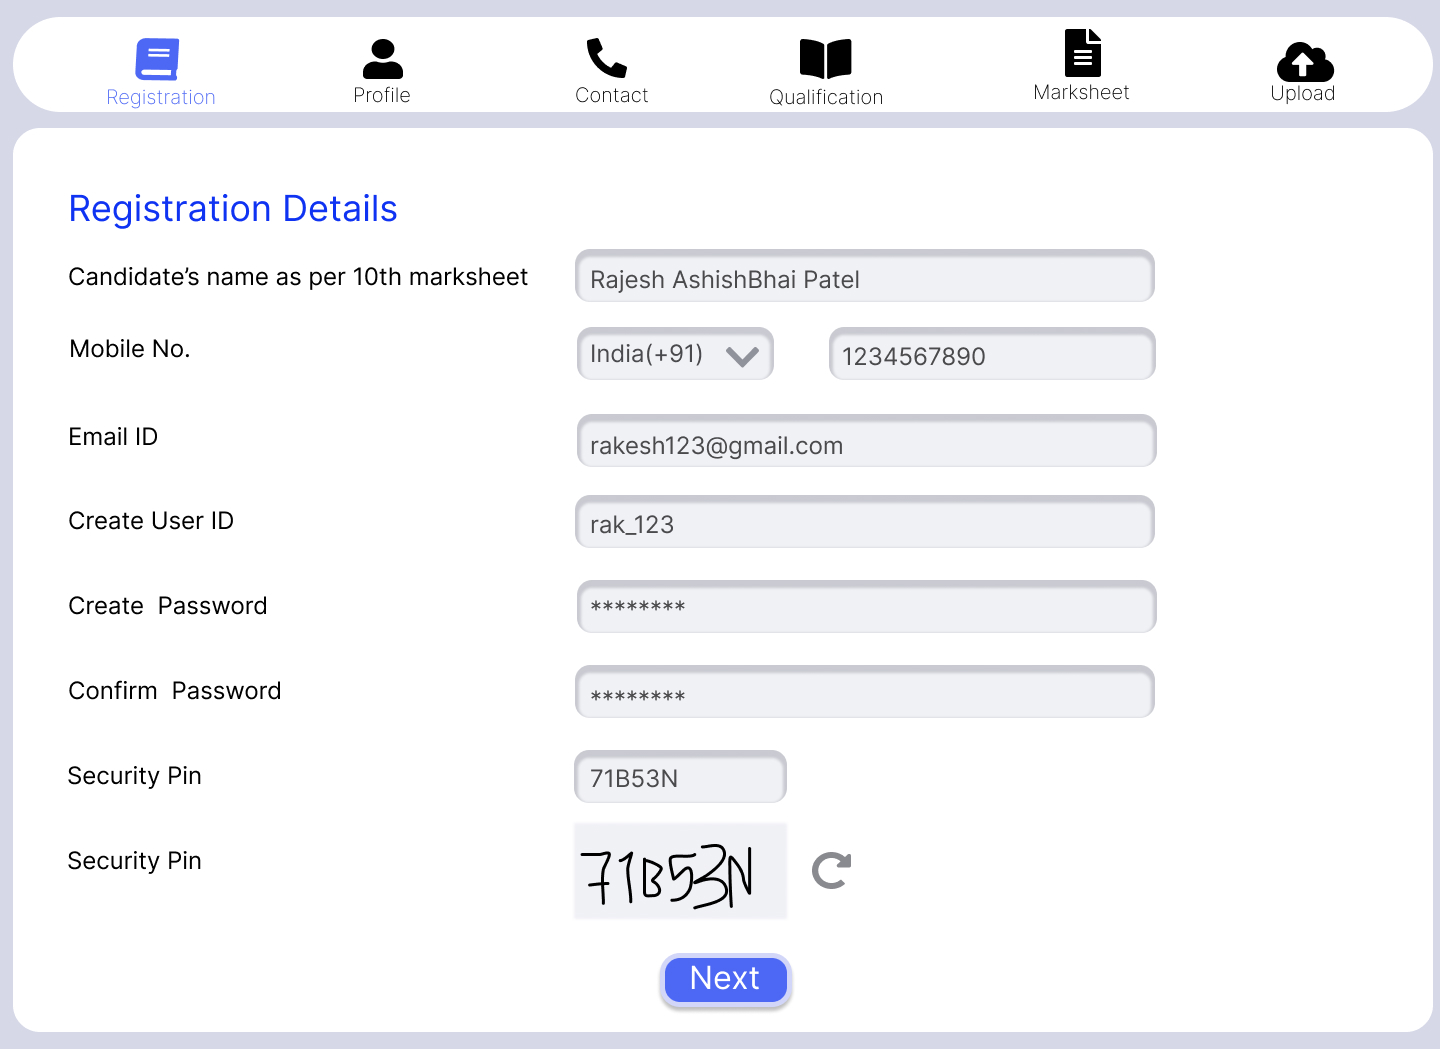 Registration Profile Contact Qualification Marksheet Upload
Registration Details
Candidate’s name as per 10th marksheet Rajesh AshishBhai Patel
Mobile No. India(+91) 1234567890
Email ID rakesh123@gmail.com
Create User ID rak_123
Create  Password ********
Confirm  Password ********
Security Pin 71B53N
Security Pin 71B53N
Next